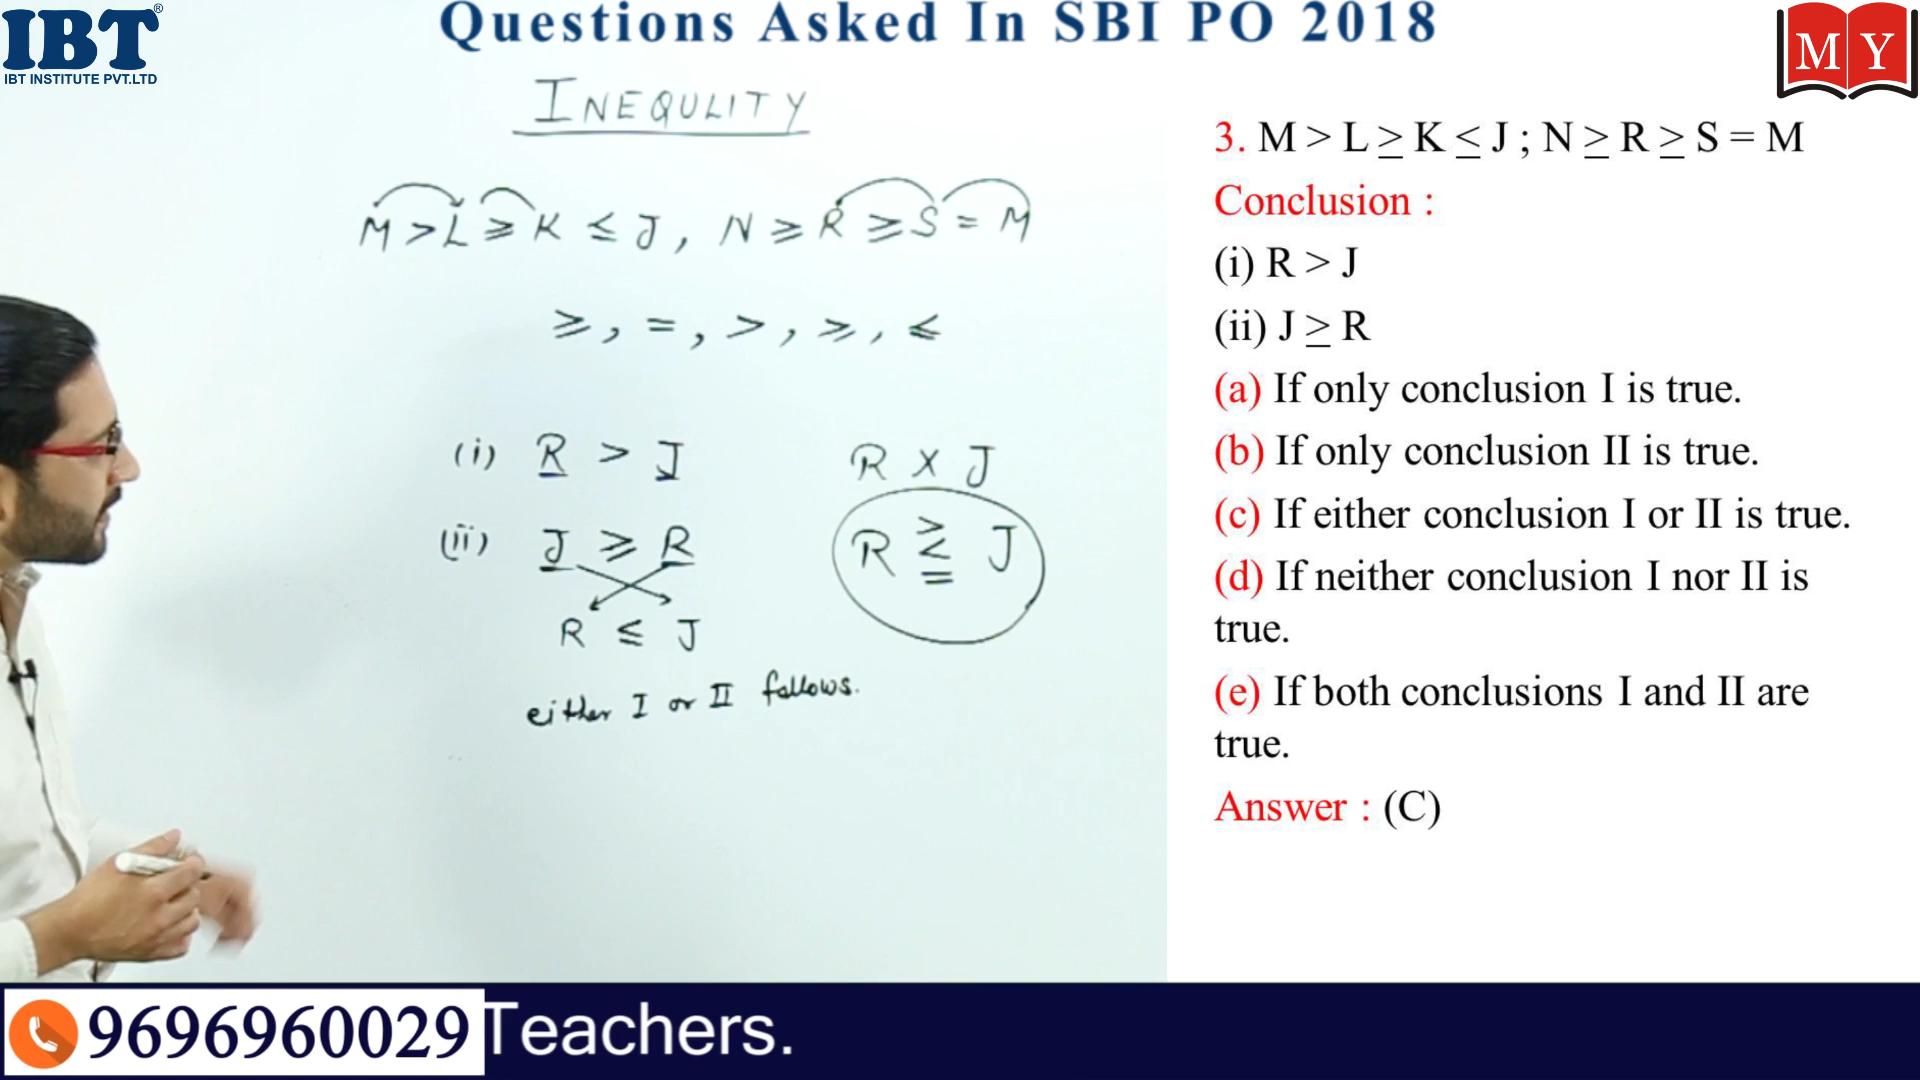 IBT®
IBT INSTITUTE PVT.LTD
Questions Asked In SBI PO 2018
MY
INEQULITY
M > L ≥ K ≤ J , N ≥ R ≥ S = M
≥ , = , > , ≥ , ≤
(i) R > J
R X J
(ii) J ≥ R
R > < = J
R ≤ J
either I or II follows.
3. M > L ≥ K ≤ J ; N ≥ R ≥ S = M
Conclusion :
(i) R > J
(ii) J ≥ R
(a) If only conclusion I is true.
(b) If only conclusion II is true.
(c) If either conclusion I or II is true.
(d) If neither conclusion I nor II is
true.
(e) If both conclusions I and II are
true.
Answer : (C)
9696960029 Teachers.